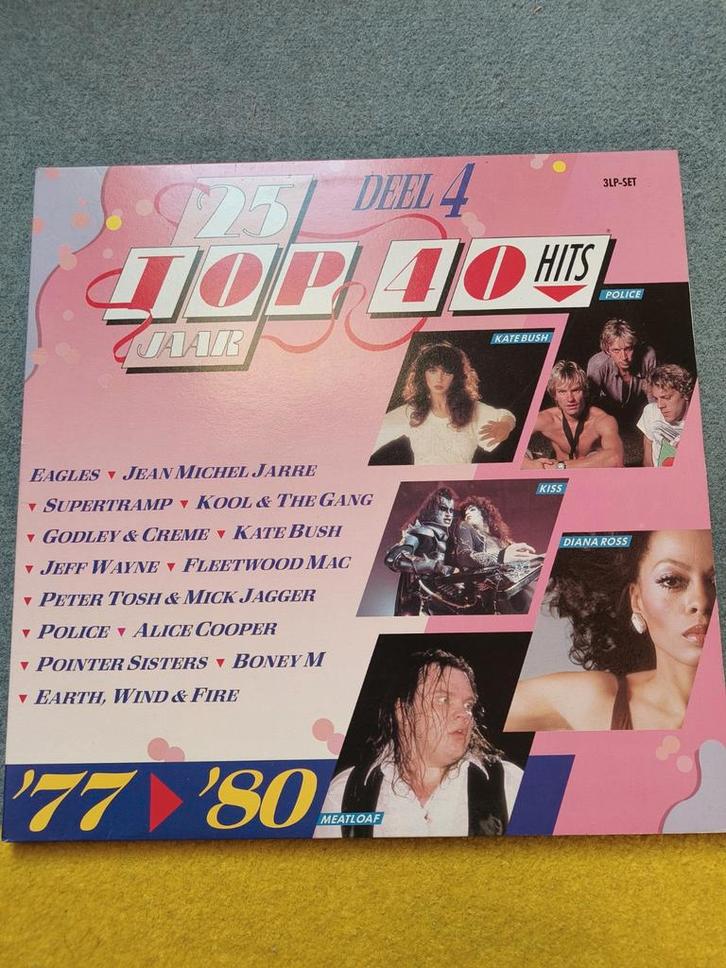 '25
DEEL 4
3LP-SET
TOP 40 HITS
JAAR
POLICE
KATE BUSH
KISS
DIANA ROSS
EAGLES ▼ JEAN MICHEL JARRE
▼ SUPERTRAMP ▼ KOOL & THE GANG
▼ GODLEY & CREME ▼ KATE BUSH
▼ JEFF WAYNE ▼ FLEETWOOD MAC
▼ PETER TOSH & MICK JAGGER
▼ POLICE ▼ ALICE COOPER
▼ POINTER SISTERS ▼ BONEY M
▼ EARTH, WIND & FIRE
'77 ▶ '80
MEATLOAF